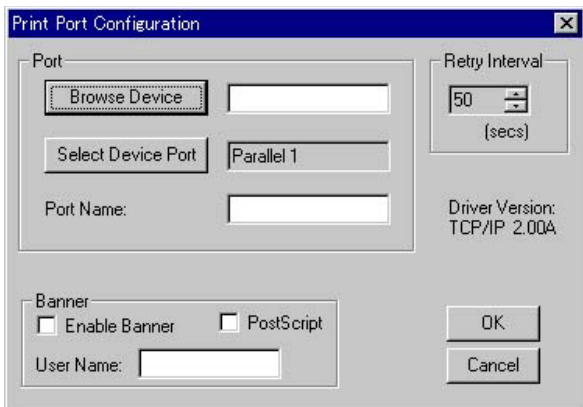 Print Port Configuration
Port
Browse Device
Select Device Port
Parallel 1
Port Name:
Retry Interval
50
(secs)
Driver Version:
TCP/IP 2.00A
Banner
Enable Banner
PostScript
User Name:
OK
Cancel